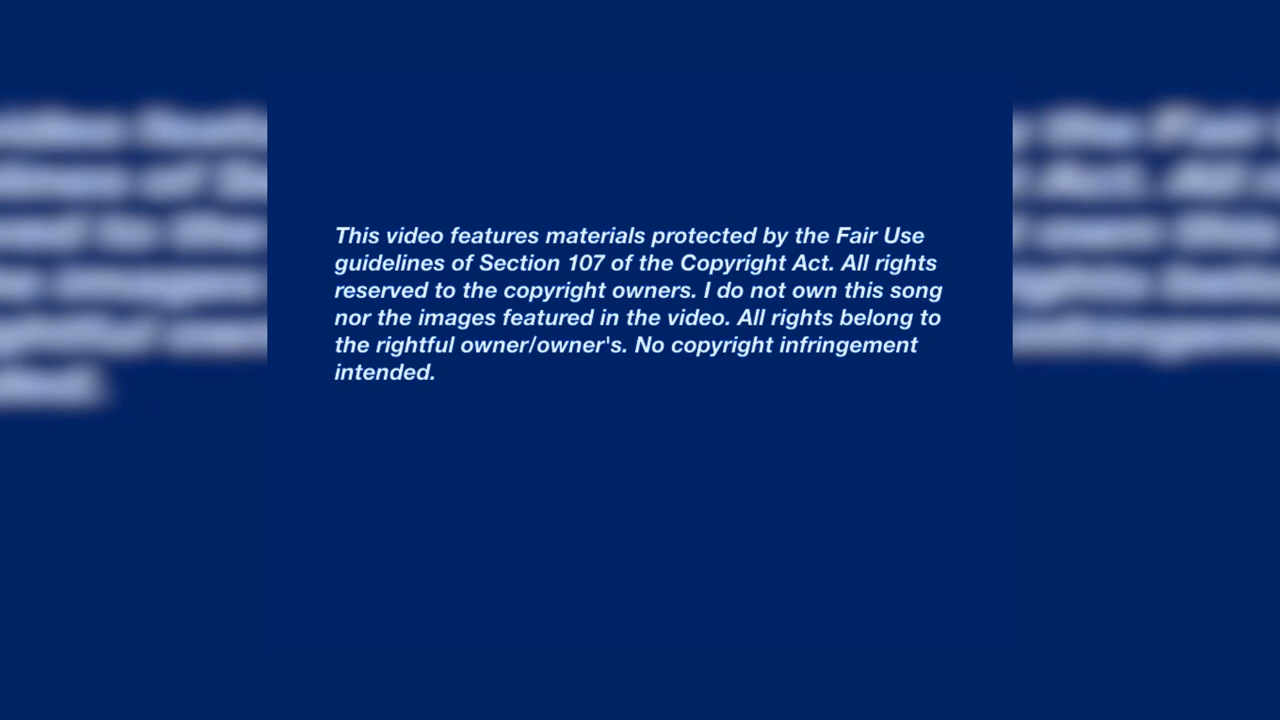 This video features materials protected by the Fair Use
guidelines of Section 107 of the Copyright Act. All rights
reserved to the copyright owners. I do not own this song
nor the images featured in the video. All rights belong to
the rightful owner/owner's. No copyright infringement
intended.